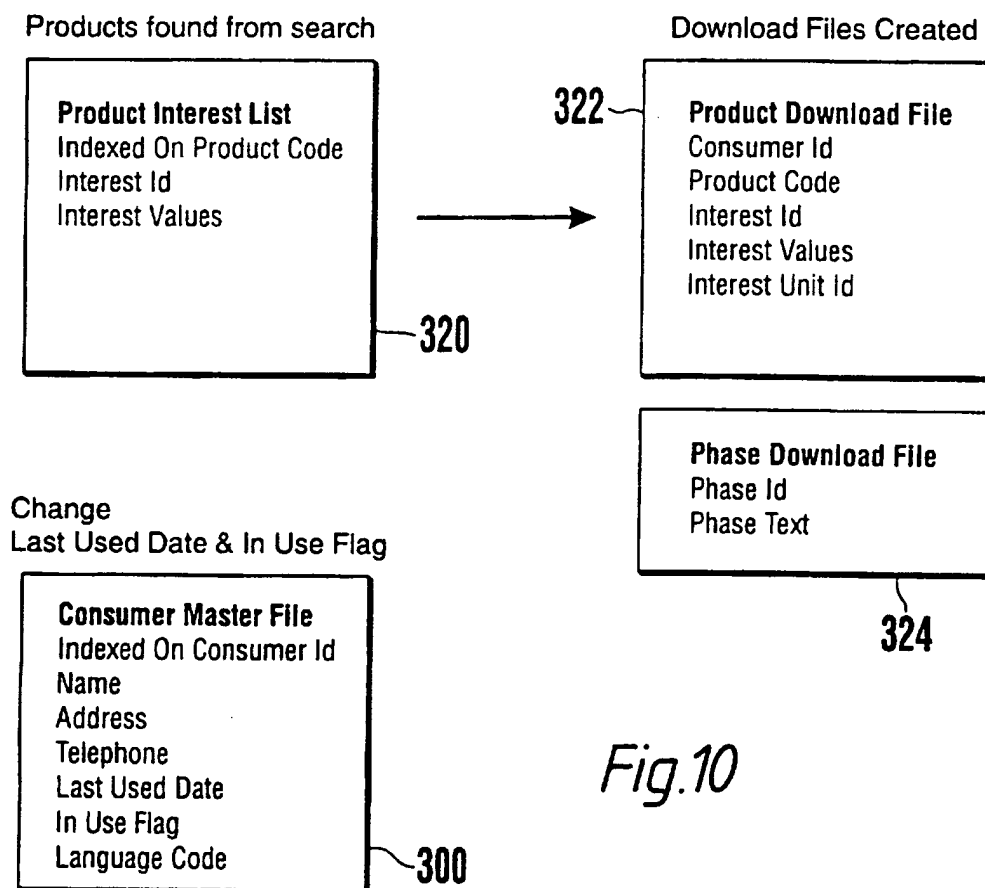 Products found from search
Product Interest List
Indexed On Product Code
Interest Id
Interest Values
320
Download Files Created
322
Product Download File
Consumer Id
Product Code
Interest Id
Interest Values
Interest Unit Id
Phase Download File
Phase Id
Phase Text
324
Change
Last Used Date & In Use Flag
Consumer Master File
Indexed On Consumer Id
Name
Address
Telephone
Last Used Date
In Use Flag
Language Code
300
Fig.10